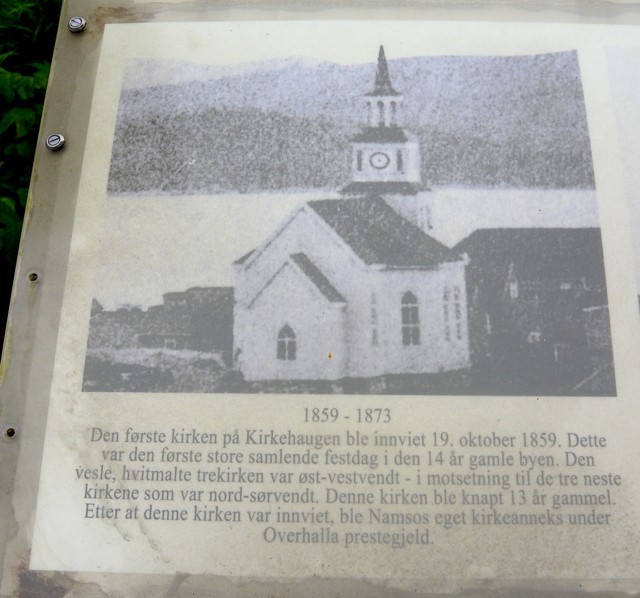 1859 - 1873
Den første kirken på Kirkehaugen ble innviet 19. oktober 1859. Dette
var den første store samlende festdag i den 14 år gamle byen. Den
vesle, hvitmalte trekirken var øst-vestvendt - i motsetning til de tre neste
kirkene som var nord-sørvendt. Denne kirken ble knapt 13 år gammel.
Etter at denne kirken var innviet, ble Namsos eget kirkeanneks under
Overhalla prestegjeld.